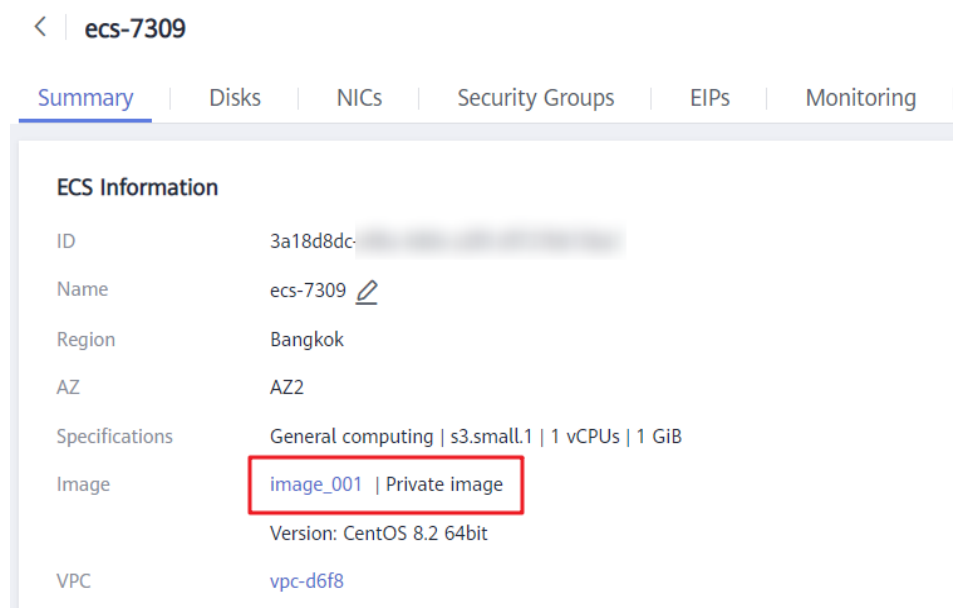 ecs-7309
Summary Disks NICs Security Groups EIPs Monitoring
ECS Information
ID 3a18d8dc-
Name ecs-7309
Region Bangkok
AZ AZ2
Specifications General computing | s3.small.1 | 1 vCPUs | 1 GiB
Image image_001 | Private image
Version: CentOS 8.2 64bit
VPC vpc-d6f8